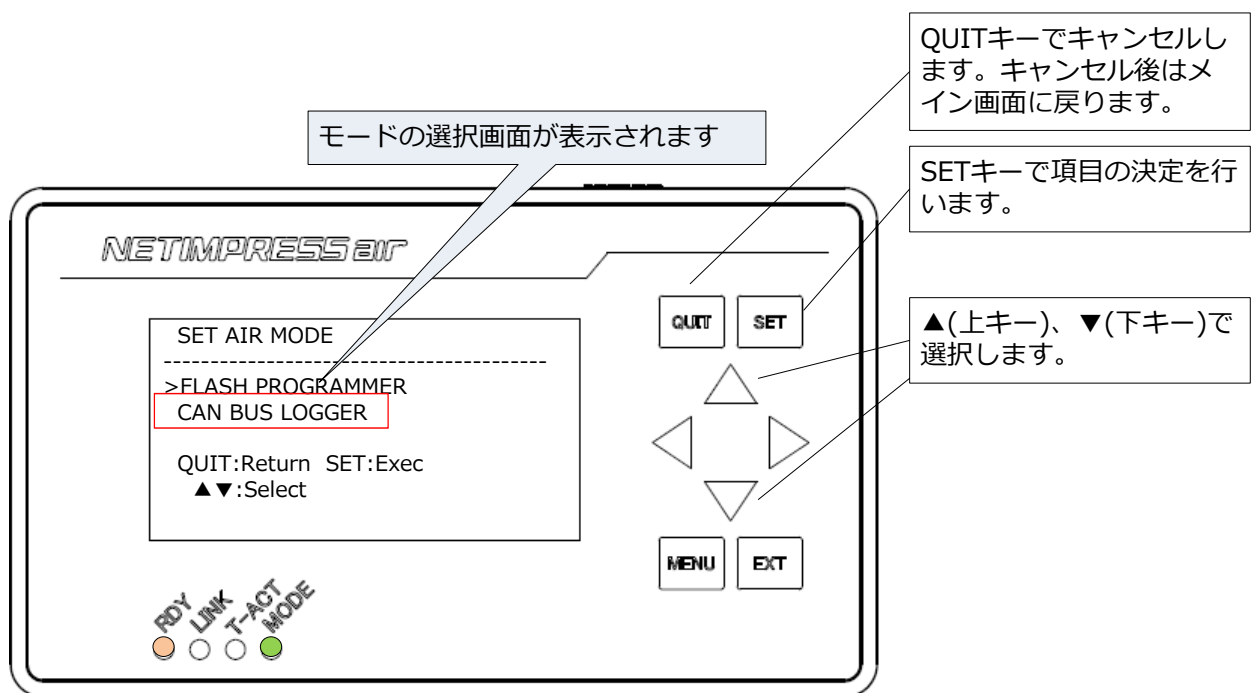 QUITキーでキャンセルし
ます。キャンセル後はメ
イン画面に戻ります。
モードの選択画面が表示されます
SETキーで項目の決定を行
います。
NETIMPRESS air
QUIT SET
▲(上キー)、▼(下キー)で
選択します。
SET AIR MODE
--------------------------------------
>FLASH PROGRAMMER
CAN BUS LOGGER
QUIT:Return SET:Exec
▲▼:Select
MENU EXT
RDY LINK T-ACT MODE